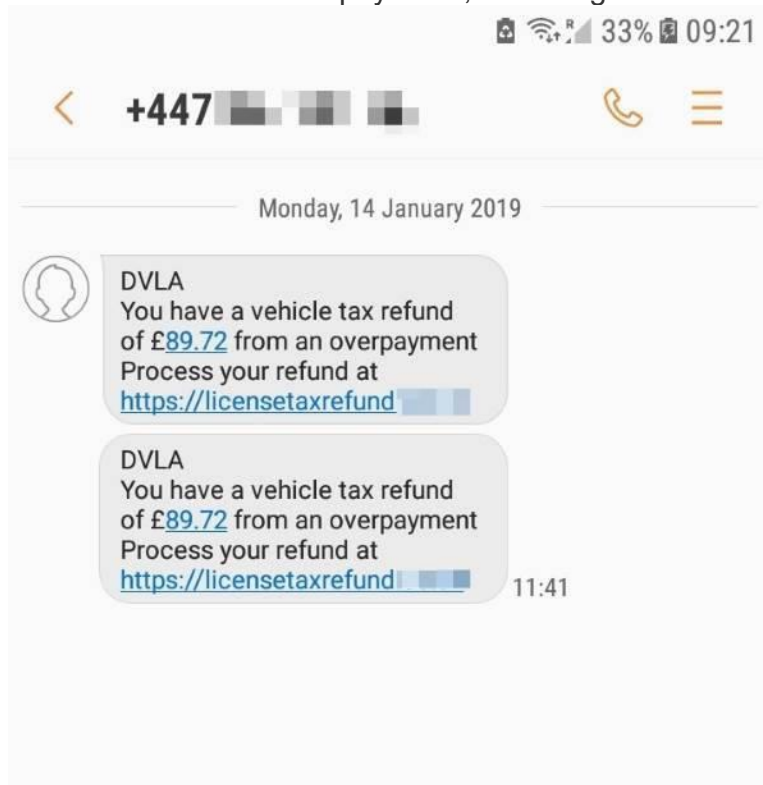 33% 09:21
+447
Monday, 14 January 2019
DVLA
You have a vehicle tax refund
of £89.72 from an overpayment
Process your refund at
https://licensetaxrefund
DVLA
You have a vehicle tax refund
of £89.72 from an overpayment
Process your refund at
https://licensetaxrefund
11:41